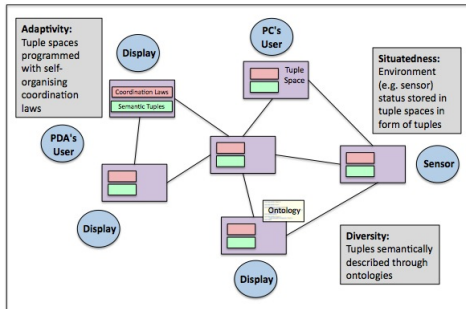 Adaptivity:
Tuple spaces
programmed
with self-
organising
coordination
laws
Display
Coordination Laws
Semantic Tuples
PDA's
User
Display
PC's
User
Tuple
Space
Situatedness:
Environment
(e.g. sensor)
status stored in
tuple spaces in
form of tuples
Sensor
Ontology
Display
Diversity:
Tuples semantically
described through
ontologies